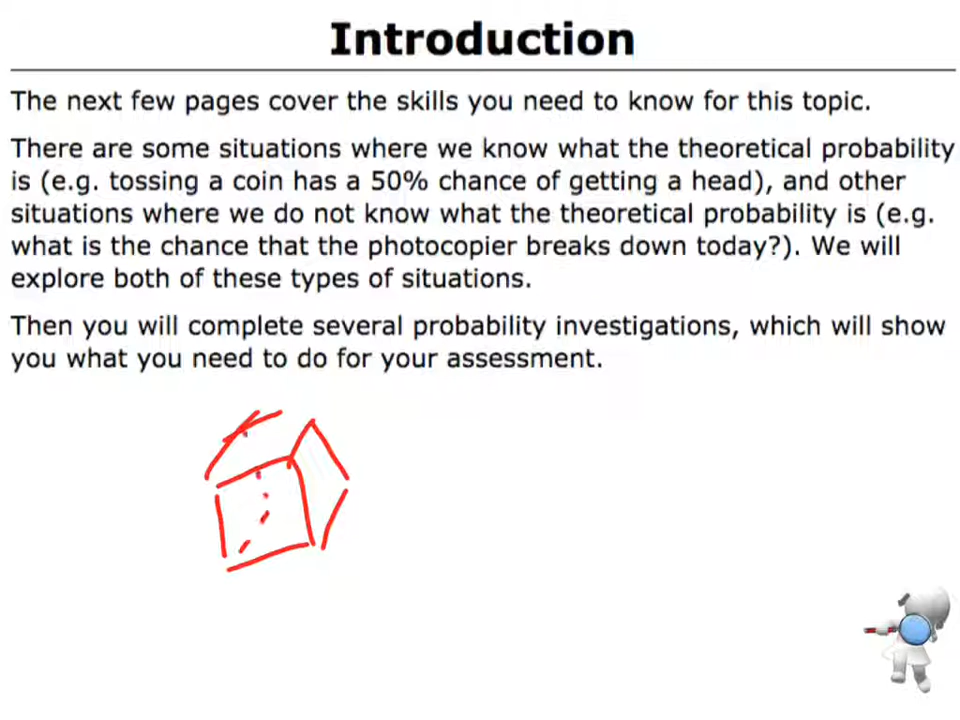 Introduction
The next few pages cover the skills you need to know for this topic.
There are some situations where we know what the theoretical probability
is (e.g. tossing a coin has a 50% chance of getting a head), and other
situations where we do not know what the theoretical probability is (e.g.
what is the chance that the photocopier breaks down today?). We will
explore both of these types of situations.
Then you will complete several probability investigations, which will show
you what you need to do for your assessment.